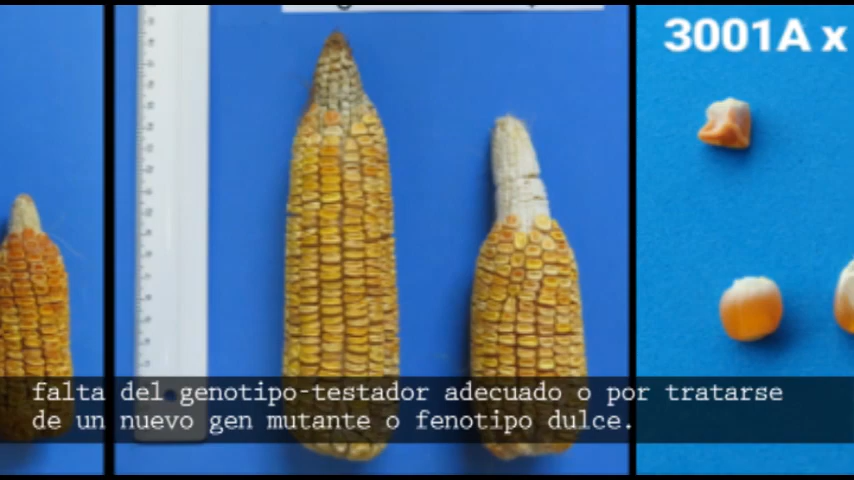 3001A x
falta del genotipo-testador adecuado o por tratarse
de un nuevo gen mutante o fenotipo dulce.